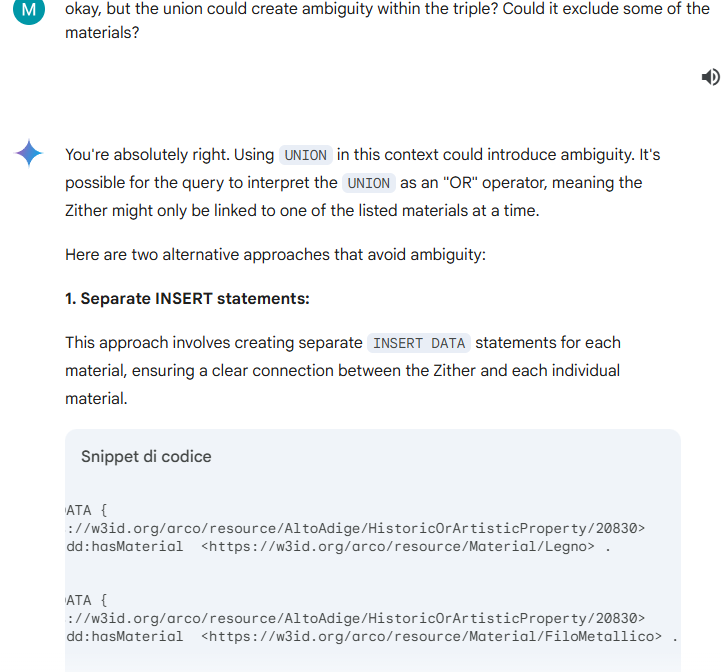 M
okay, but the union could create ambiguity within the triple? Could it exclude some of the
materials?
You're absolutely right. Using UNION in this context could introduce ambiguity. It's
possible for the query to interpret the UNION as an "OR" operator, meaning the
Zither might only be linked to one of the listed materials at a time.
Here are two alternative approaches that avoid ambiguity:
1. Separate INSERT statements:
This approach involves creating separate INSERT DATA statements for each
material, ensuring a clear connection between the Zither and each individual
material.
Snippet di codice
ATA {
://w3id.org/arco/resource/AltoAdige/HistoricOrArtisticProperty/20830>
dd:hasMaterial <https://w3id.org/arco/resource/Material/Legno> .
ATA {
://w3id.org/arco/resource/AltoAdige/HistoricOrArtisticProperty/20830>
dd:hasMaterial <https://w3id.org/arco/resource/Material/FiloMetallico> .